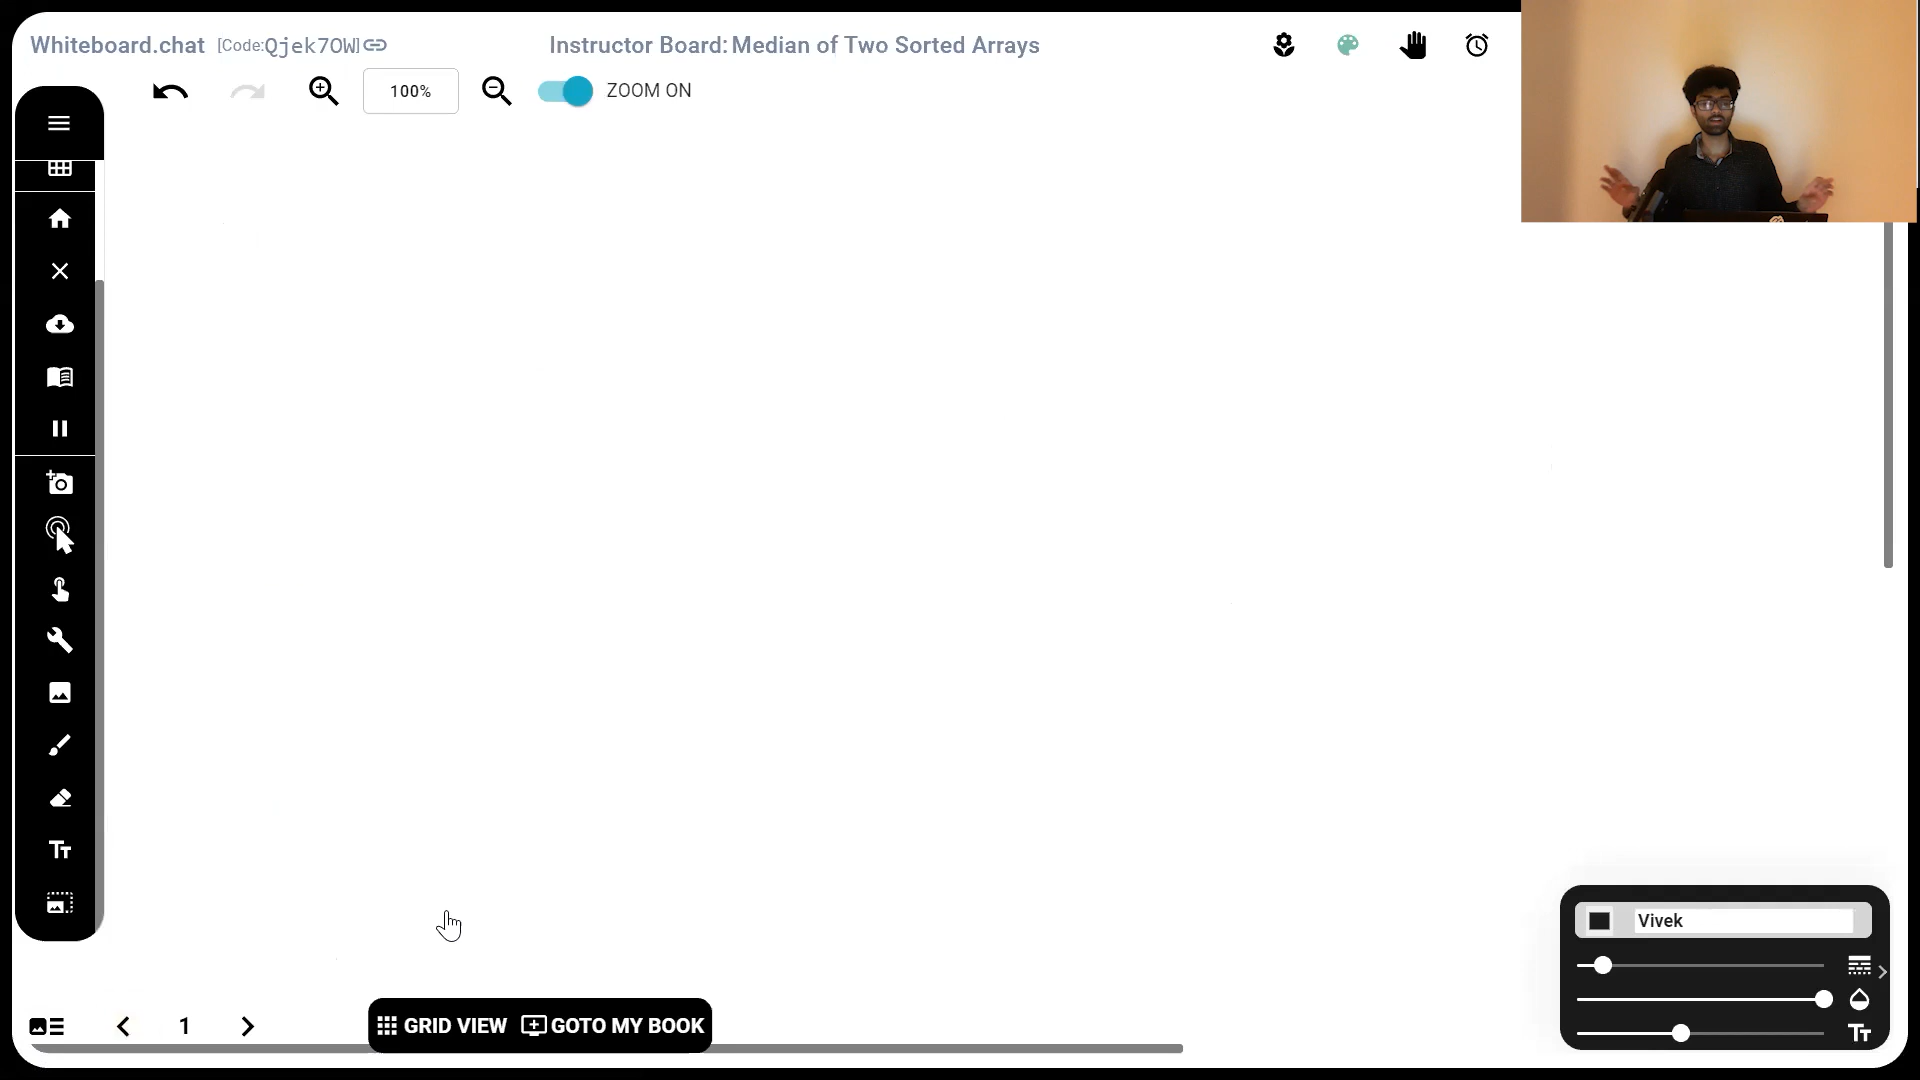 Whiteboard.chat [Code:Qjek7OW] Instructor Board: Median of Two Sorted Arrays
100% ZOOM ON
Vivek
1 GRID VIEW GOTO MY BOOK